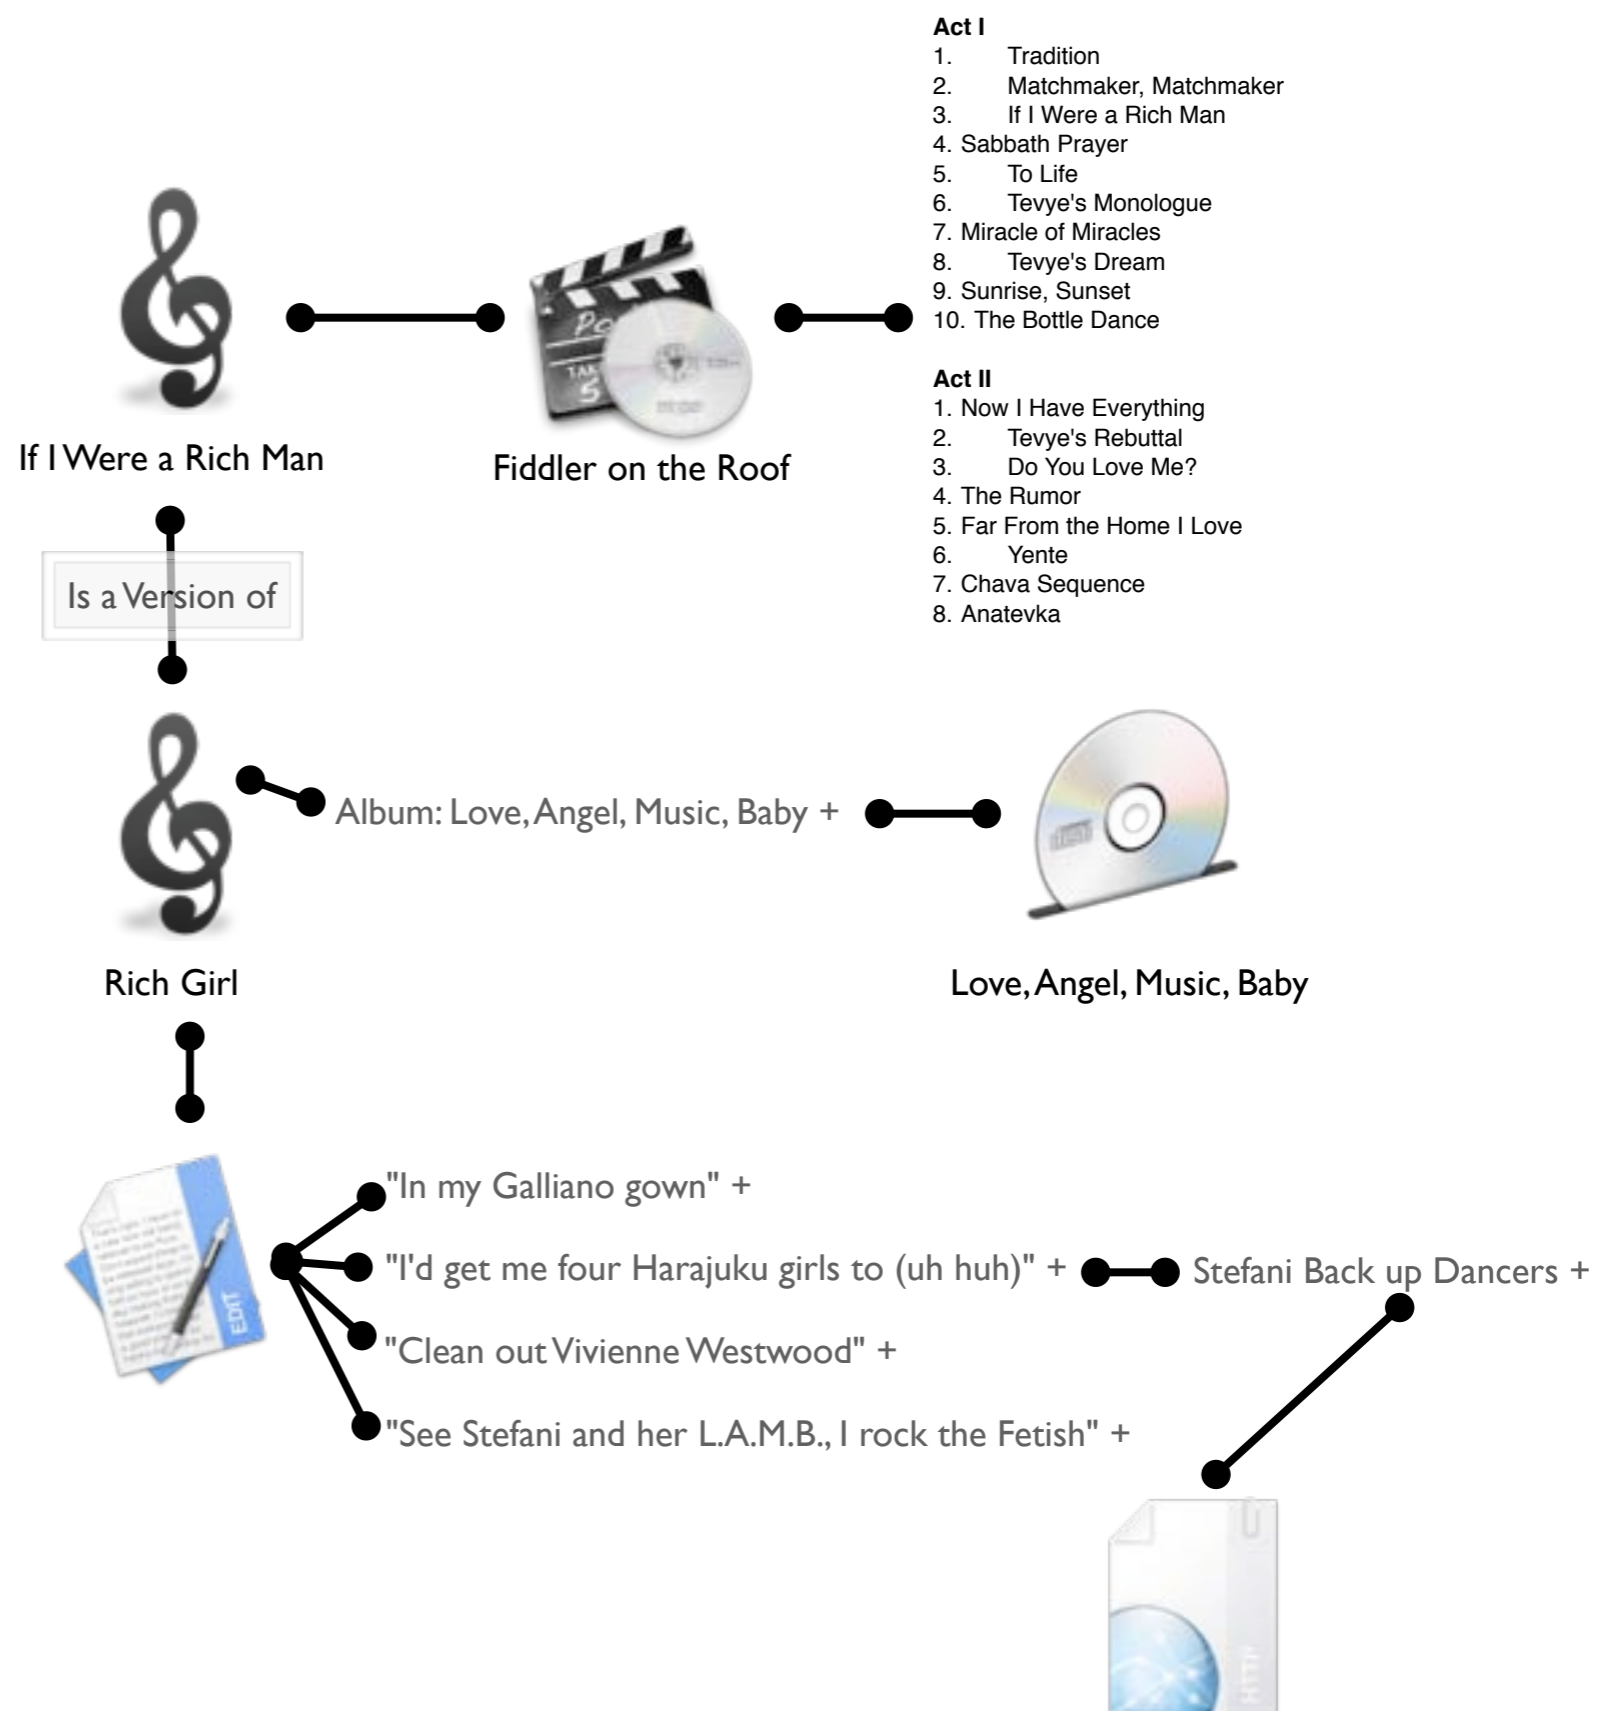 Act I
1. Tradition
2. Matchmaker, Matchmaker
3. If I Were a Rich Man
4. Sabbath Prayer
5. To Life
6. Tevye's Monologue
7. Miracle of Miracles
8. Tevye's Dream
9. Sunrise, Sunset
10. The Bottle Dance
Act II
1. Now I Have Everything
2. Tevye's Rebuttal
3. Do You Love Me?
4. The Rumor
5. Far From the Home I Love
6. Yente
7. Chava Sequence
8. Anatevka
If I Were a Rich Man
Fiddler on the Roof
Is a Version of
Album: Love, Angel, Music, Baby +
Rich Girl
Love, Angel, Music, Baby
EDIT
"In my Galliano gown" +
"I'd get me four Harajuku girls to (uh huh)" +
Stefani Back up Dancers +
"Clean out Vivienne Westwood" +
"See Stefani and her L.A.M.B., I rock the Fetish" +
HTTP